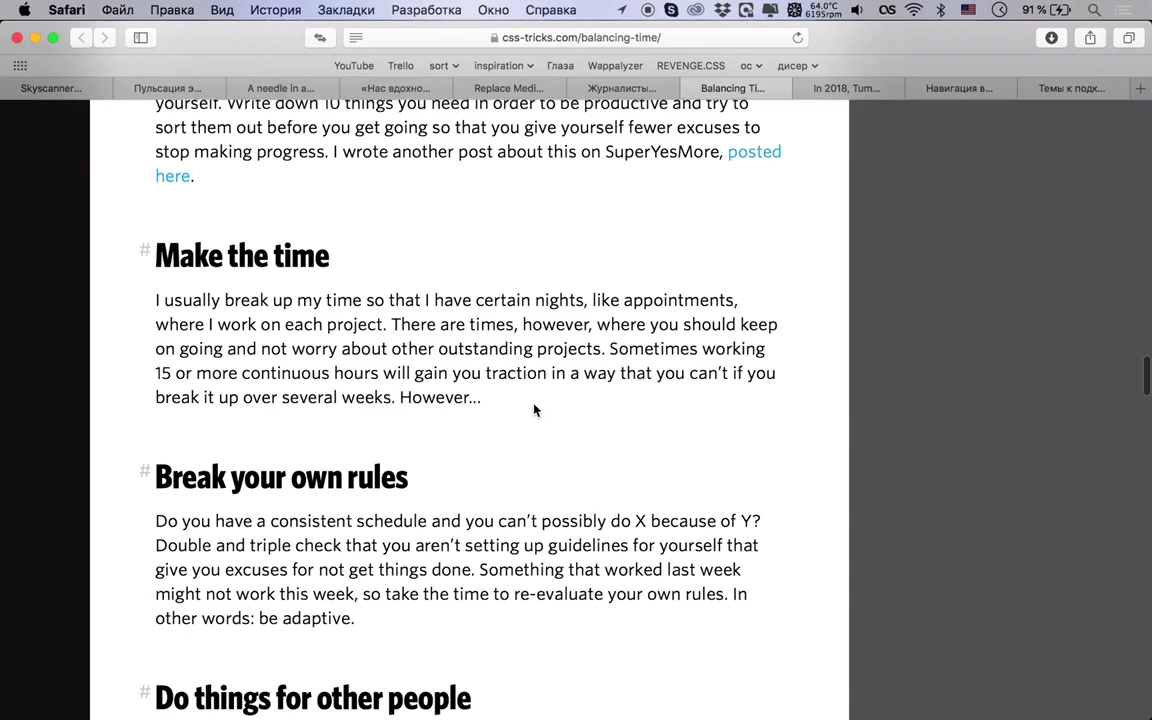 Safari Файл Правка Вид История Закладки Разработка Окно Справка 64.0°C 6195rpm 91 %
css-tricks.com/balancing-time/
YouTube Trello sort inspiration Глаза Wappalyzer REVENGE.CSS ос дисер
Skyscanner... Пульсация э... A needle in a... «Нас вдохно... Replace Medi... Журналисты... Balancing Ti... In 2018, Tum... Навигация в... Темы к подк...
yourself. Write down 10 things you need in order to be productive and try to
sort them out before you get going so that you give yourself fewer excuses to
stop making progress. I wrote another post about this on SuperYesMore, posted
here.
# Make the time
I usually break up my time so that I have certain nights, like appointments,
where I work on each project. There are times, however, where you should keep
on going and not worry about other outstanding projects. Sometimes working
15 or more continuous hours will gain you traction in a way that you can't if you
break it up over several weeks. However...
# Break your own rules
Do you have a consistent schedule and you can't possibly do X because of Y?
Double and triple check that you aren't setting up guidelines for yourself that
give you excuses for not get things done. Something that worked last week
might not work this week, so take the time to re-evaluate your own rules. In
other words: be adaptive.
# Do things for other people